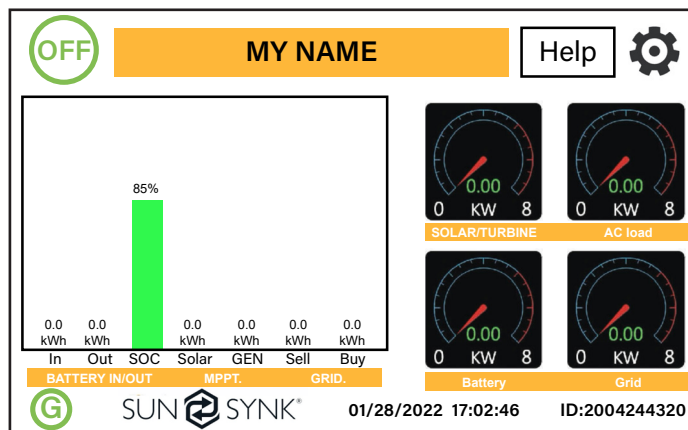 OFF MY NAME Help
85%
0.0 0.0 0.0 0.0 0.0 0.0
kWh kWh kWh kWh kWh kWh
In Out SOC Solar GEN Sell Buy
BATTERY IN/OUT MPPT. GRID.
0.00
0 KW 8
SOLAR/TURBINE
0.00
0 KW 8
AC load
0.00
0 KW 8
Battery
0.00
0 KW 8
Grid
G SUN SYNK® 01/28/2022 17:02:46 ID:2004244320